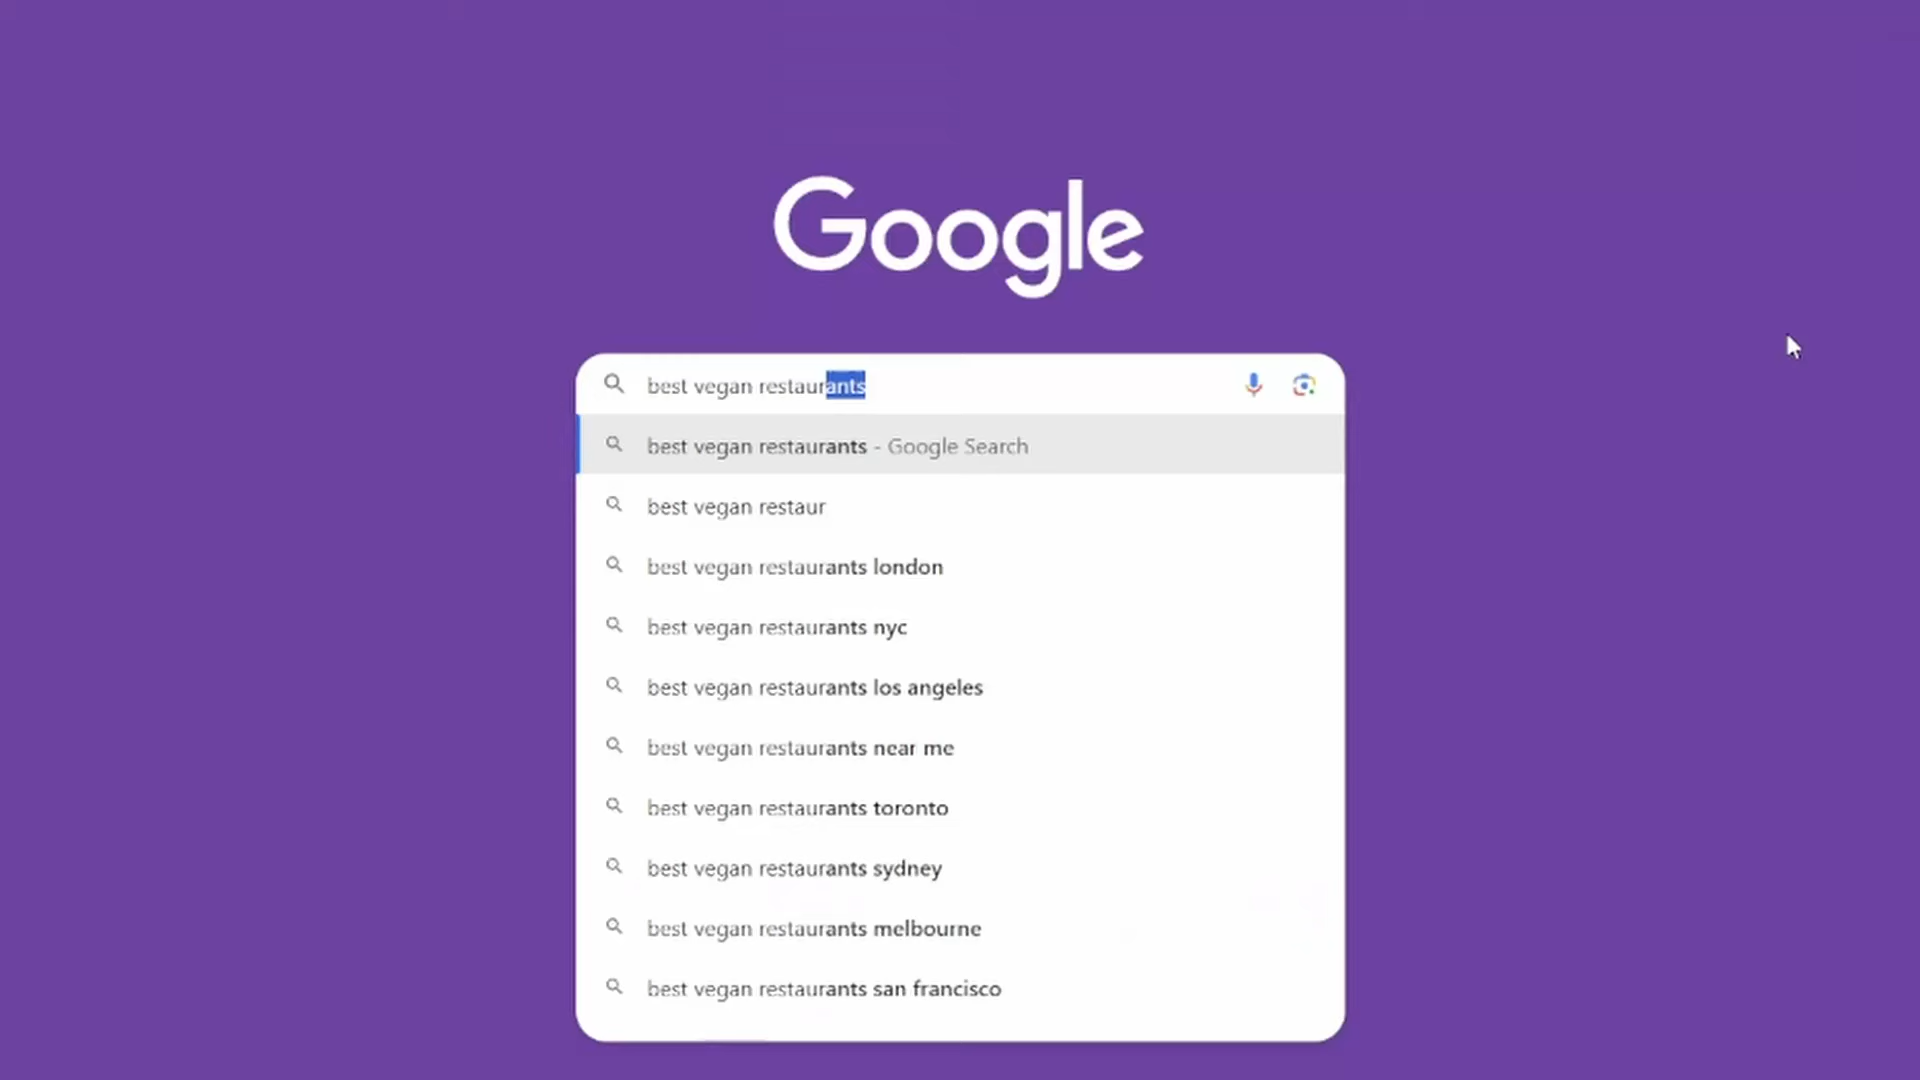 Google
best vegan restaurants
best vegan restaurants - Google Search
best vegan restaur
best vegan restaurants london
best vegan restaurants nyc
best vegan restaurants los angeles
best vegan restaurants near me
best vegan restaurants toronto
best vegan restaurants sydney
best vegan restaurants melbourne
best vegan restaurants san francisco